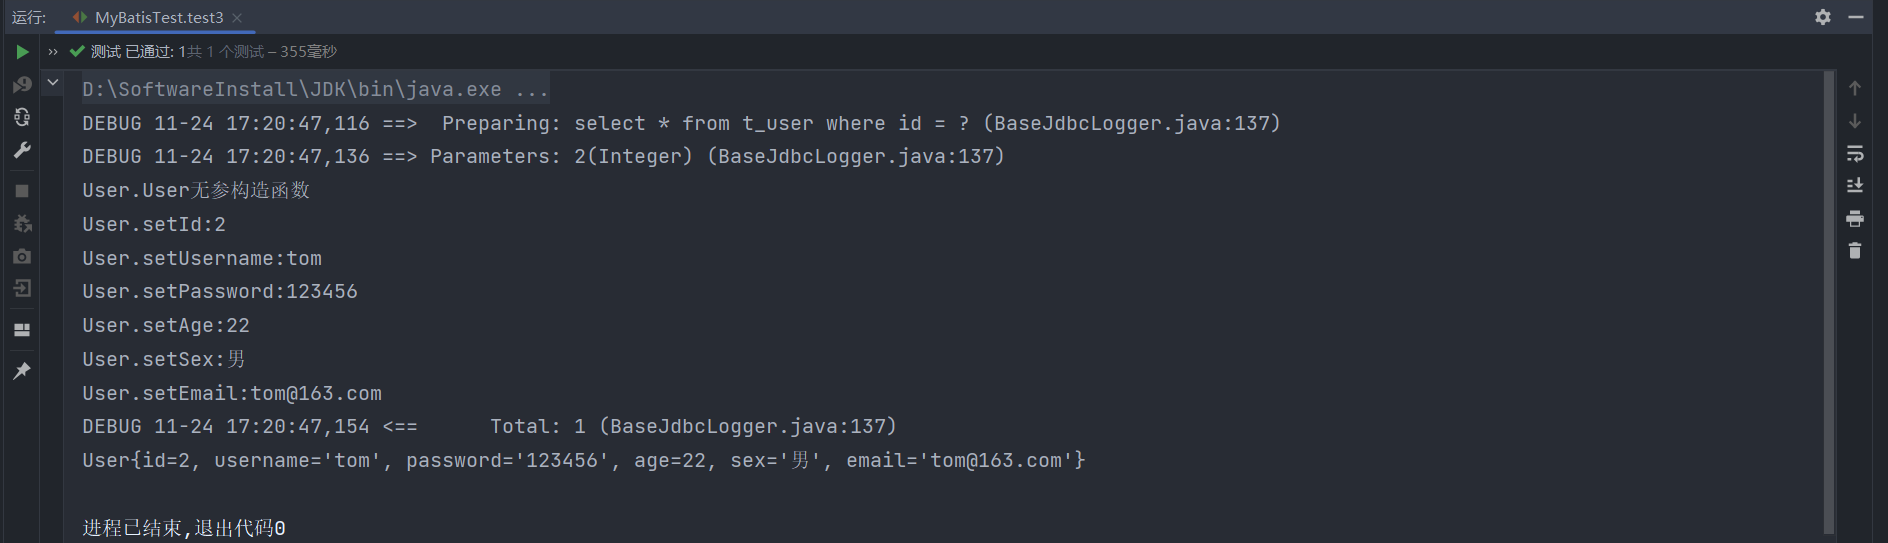 运行: MyBatisTest.test3
测试 已通过: 1共 1 个测试 – 355毫秒
D:\SoftwareInstall\JDK\bin\java.exe ...
DEBUG 11-24 17:20:47,116 ==>  Preparing: select * from t_user where id = ? (BaseJdbcLogger.java:137)
DEBUG 11-24 17:20:47,136 ==> Parameters: 2(Integer) (BaseJdbcLogger.java:137)
User.User无参构造函数
User.setId:2
User.setUsername:tom
User.setPassword:123456
User.setAge:22
User.setSex:男
User.setEmail:tom@163.com
DEBUG 11-24 17:20:47,154 <==      Total: 1 (BaseJdbcLogger.java:137)
User{id=2, username='tom', password='123456', age=22, sex='男', email='tom@163.com'}
进程已结束,退出代码0